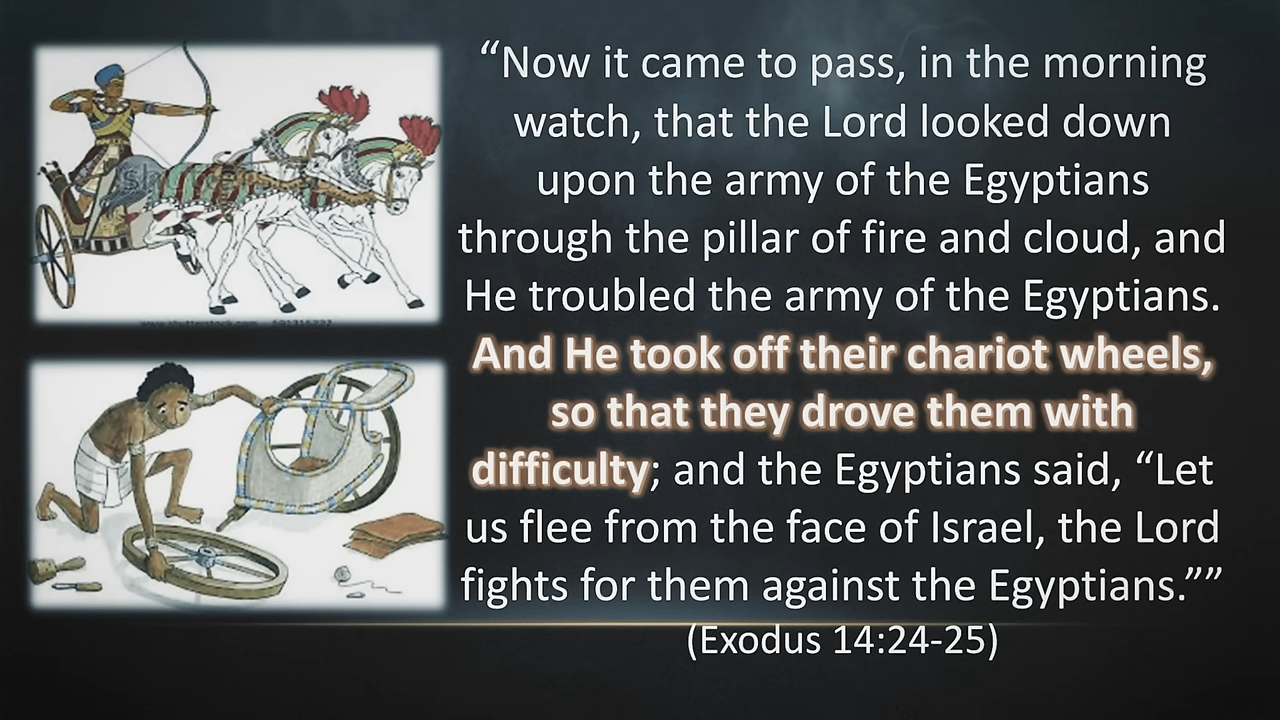 “Now it came to pass, in the morning
watch, that the Lord looked down
upon the army of the Egyptians
through the pillar of fire and cloud, and
He troubled the army of the Egyptians.
And He took off their chariot wheels,
so that they drove them with
difficulty; and the Egyptians said, “Let
us flee from the face of Israel, the Lord
fights for them against the Egyptians.””
(Exodus 14:24-25)